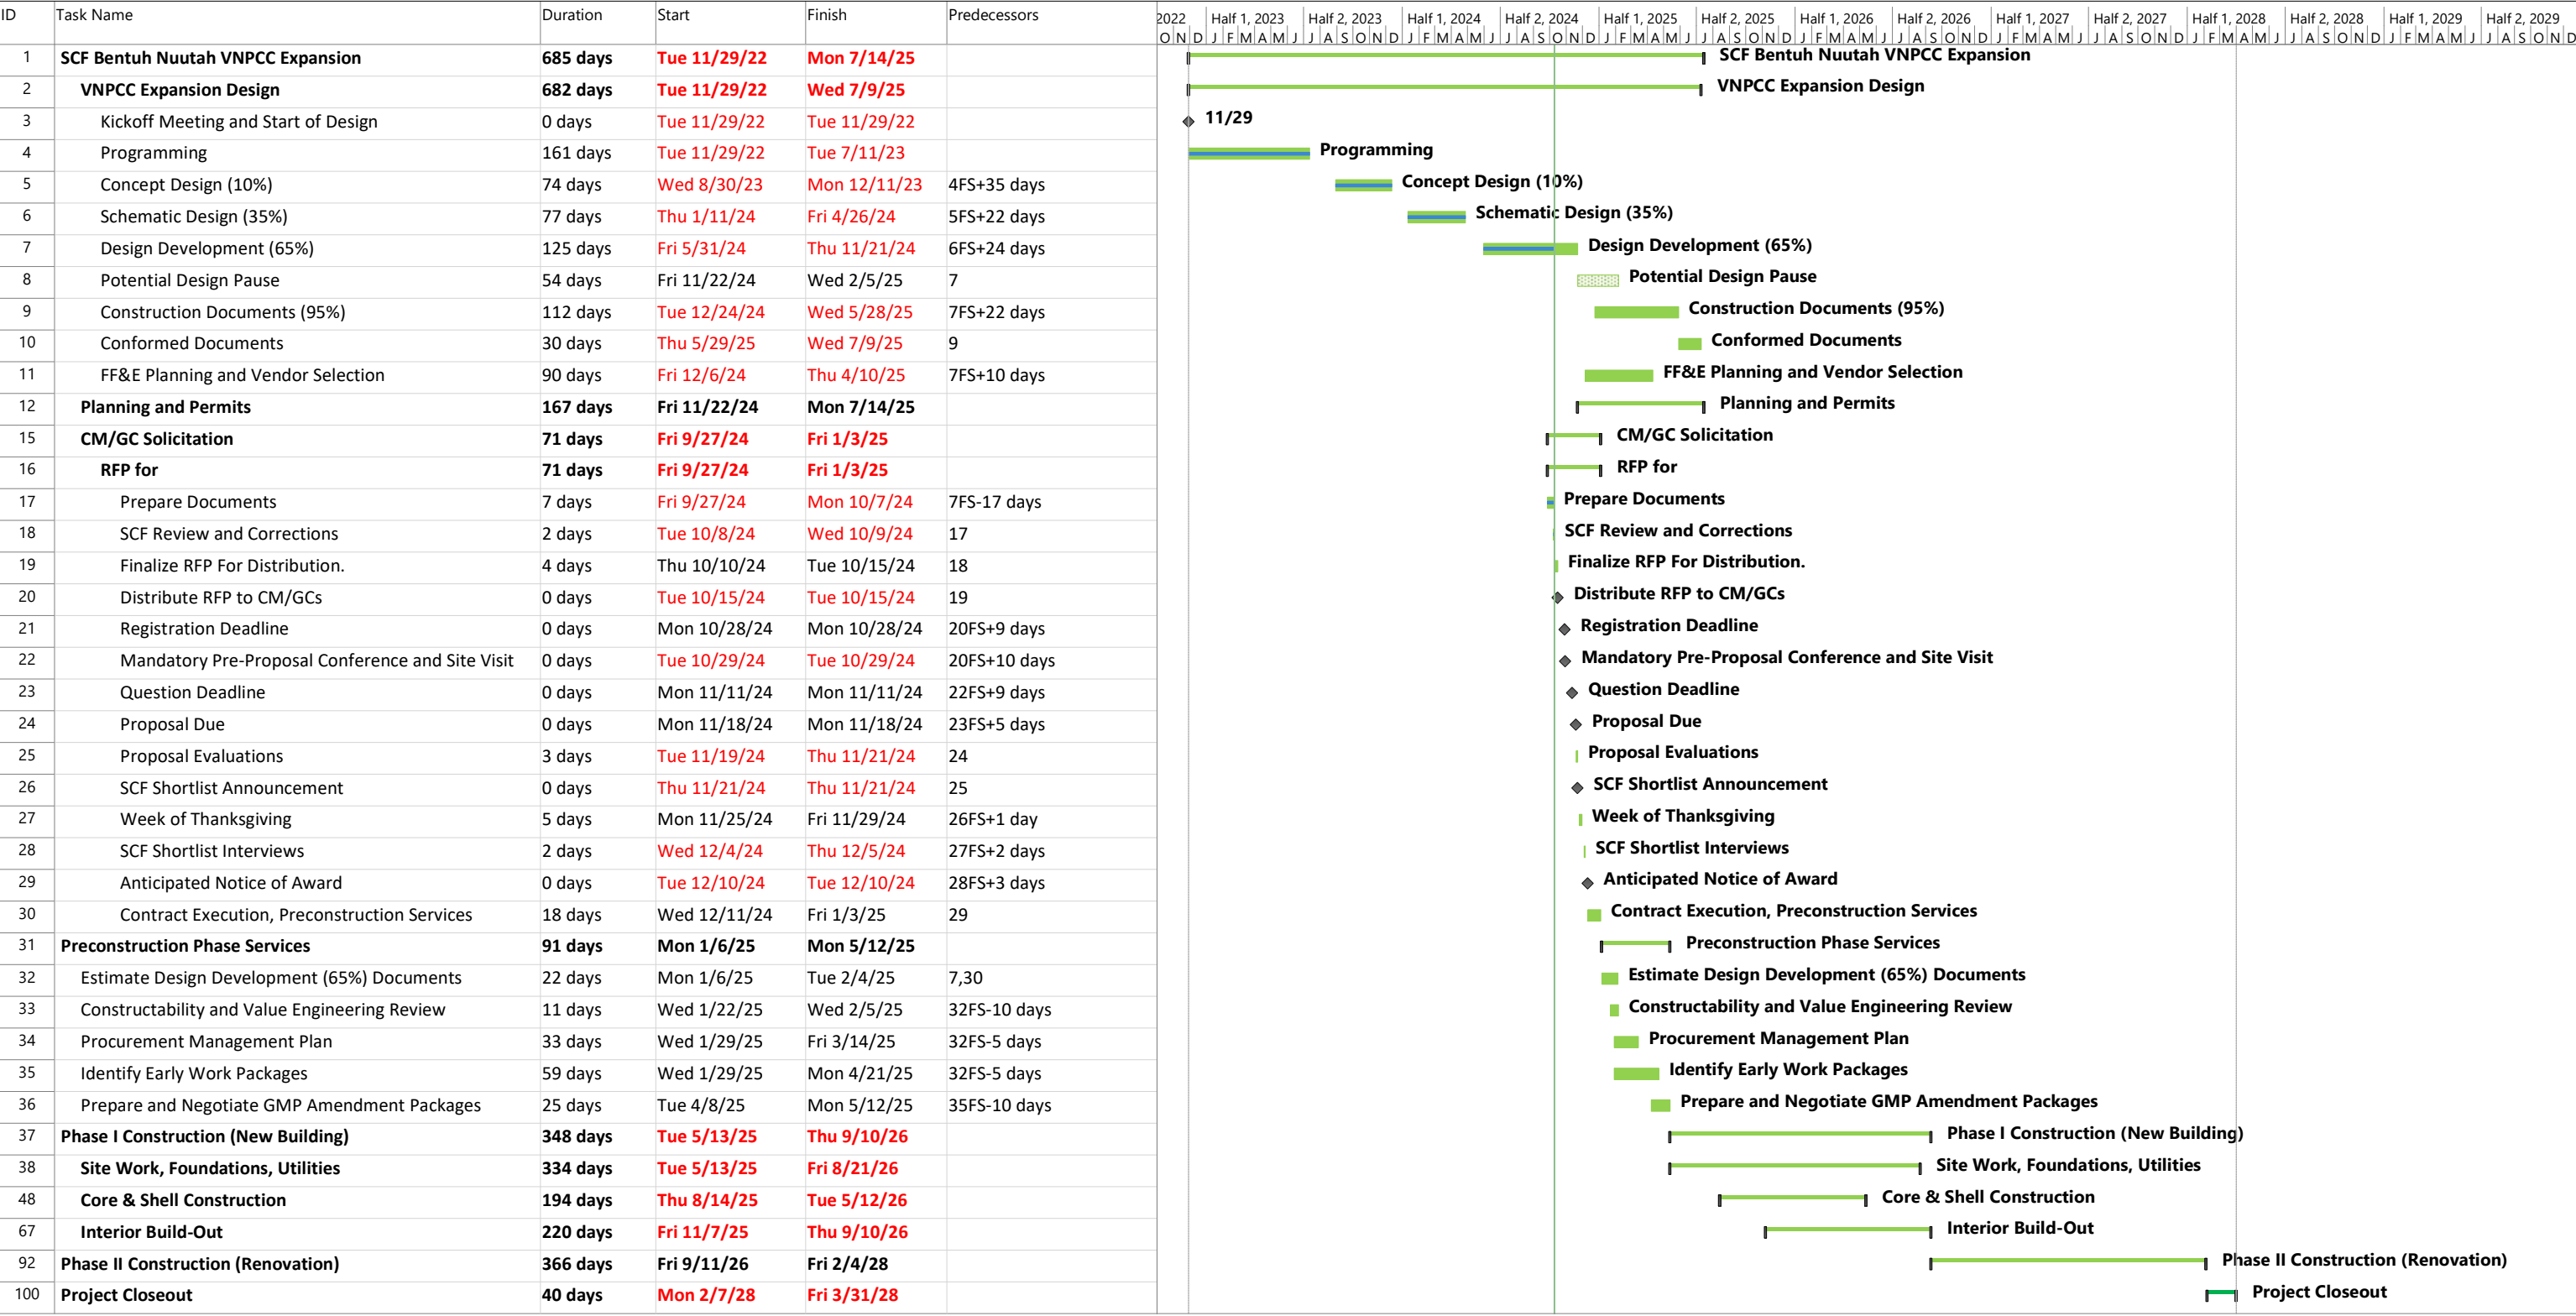 ID Task Name Duration Start Finish Predecessors 2022 Half 1, 2023 Half 2, 2023 Half 1, 2024 Half 2, 2024 Half 1, 2025 Half 2, 2025 Half 1, 2026 Half 2, 2026 Half 1, 2027 Half 2, 2027 Half 1, 2028 Half 2, 2028 Half 1, 2029 Half 2, 2029
O N D J F M A M J J A S O N D J F M A M J J A S O N D J F M A M J J A S O N D J F M A M J J A S O N D J F M A M J J A S O N D J F M A M J J A S O N D J F M A M J J A S O N D
1 SCF Bentuh Nuutah VNPCC Expansion 685 days Tue 11/29/22 Mon 7/14/25 SCF Bentuh Nuutah VNPCC Expansion
2 VNPCC Expansion Design 682 days Tue 11/29/22 Wed 7/9/25 VNPCC Expansion Design
3 Kickoff Meeting and Start of Design 0 days Tue 11/29/22 Tue 11/29/22 11/29
4 Programming 161 days Tue 11/29/22 Tue 7/11/23 Programming
5 Concept Design (10%) 74 days Wed 8/30/23 Mon 12/11/23 4FS+35 days Concept Design (10%)
6 Schematic Design (35%) 77 days Thu 1/11/24 Fri 4/26/24 5FS+22 days Schematic Design (35%)
7 Design Development (65%) 125 days Fri 5/31/24 Thu 11/21/24 6FS+24 days Design Development (65%)
8 Potential Design Pause 54 days Fri 11/22/24 Wed 2/5/25 7 Potential Design Pause
9 Construction Documents (95%) 112 days Tue 12/24/24 Wed 5/28/25 7FS+22 days Construction Documents (95%)
10 Conformed Documents 30 days Thu 5/29/25 Wed 7/9/25 9 Conformed Documents
11 FF&E Planning and Vendor Selection 90 days Fri 12/6/24 Thu 4/10/25 7FS+10 days FF&E Planning and Vendor Selection
12 Planning and Permits 167 days Fri 11/22/24 Mon 7/14/25 Planning and Permits
15 CM/GC Solicitation 71 days Fri 9/27/24 Fri 1/3/25 CM/GC Solicitation
16 RFP for 71 days Fri 9/27/24 Fri 1/3/25 RFP for
17 Prepare Documents 7 days Fri 9/27/24 Mon 10/7/24 7FS-17 days Prepare Documents
18 SCF Review and Corrections 2 days Tue 10/8/24 Wed 10/9/24 17 SCF Review and Corrections
19 Finalize RFP For Distribution. 4 days Thu 10/10/24 Tue 10/15/24 18 Finalize RFP For Distribution.
20 Distribute RFP to CM/GCs 0 days Tue 10/15/24 Tue 10/15/24 19 Distribute RFP to CM/GCs
21 Registration Deadline 0 days Mon 10/28/24 Mon 10/28/24 20FS+9 days Registration Deadline
22 Mandatory Pre-Proposal Conference and Site Visit 0 days Tue 10/29/24 Tue 10/29/24 20FS+10 days Mandatory Pre-Proposal Conference and Site Visit
23 Question Deadline 0 days Mon 11/11/24 Mon 11/11/24 22FS+9 days Question Deadline
24 Proposal Due 0 days Mon 11/18/24 Mon 11/18/24 23FS+5 days Proposal Due
25 Proposal Evaluations 3 days Tue 11/19/24 Thu 11/21/24 24 Proposal Evaluations
26 SCF Shortlist Announcement 0 days Thu 11/21/24 Thu 11/21/24 25 SCF Shortlist Announcement
27 Week of Thanksgiving 5 days Mon 11/25/24 Fri 11/29/24 26FS+1 day Week of Thanksgiving
28 SCF Shortlist Interviews 2 days Wed 12/4/24 Thu 12/5/24 27FS+2 days SCF Shortlist Interviews
29 Anticipated Notice of Award 0 days Tue 12/10/24 Tue 12/10/24 28FS+3 days Anticipated Notice of Award
30 Contract Execution, Preconstruction Services 18 days Wed 12/11/24 Fri 1/3/25 29 Contract Execution, Preconstruction Services
31 Preconstruction Phase Services 91 days Mon 1/6/25 Mon 5/12/25 Preconstruction Phase Services
32 Estimate Design Development (65%) Documents 22 days Mon 1/6/25 Tue 2/4/25 7,30 Estimate Design Development (65%) Documents
33 Constructability and Value Engineering Review 11 days Wed 1/22/25 Wed 2/5/25 32FS-10 days Constructability and Value Engineering Review
34 Procurement Management Plan 33 days Wed 1/29/25 Fri 3/14/25 32FS-5 days Procurement Management Plan
35 Identify Early Work Packages 59 days Wed 1/29/25 Mon 4/21/25 32FS-5 days Identify Early Work Packages
36 Prepare and Negotiate GMP Amendment Packages 25 days Tue 4/8/25 Mon 5/12/25 35FS-10 days Prepare and Negotiate GMP Amendment Packages
37 Phase I Construction (New Building) 348 days Tue 5/13/25 Thu 9/10/26 Phase I Construction (New Building)
38 Site Work, Foundations, Utilities 334 days Tue 5/13/25 Fri 8/21/26 Site Work, Foundations, Utilities
48 Core & Shell Construction 194 days Thu 8/14/25 Tue 5/12/26 Core & Shell Construction
67 Interior Build-Out 220 days Fri 11/7/25 Thu 9/10/26 Interior Build-Out
92 Phase II Construction (Renovation) 366 days Fri 9/11/26 Fri 2/4/28 Phase II Construction (Renovation)
100 Project Closeout 40 days Mon 2/7/28 Fri 3/31/28 Project Closeout